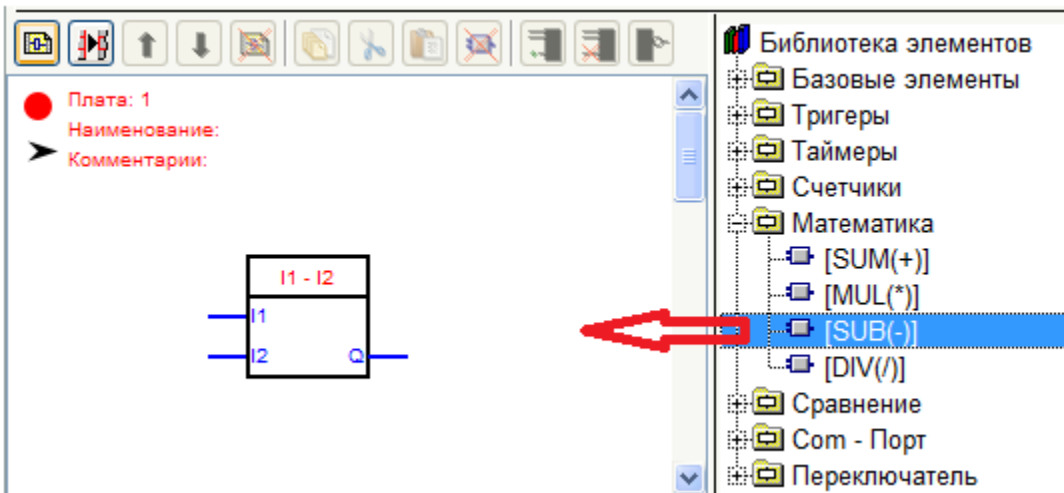 Плата: 1
Наименование:
Комментарии:
I1 - I2
I1
I2
Q
Библиотека элементов
Базовые элементы
Тригеры
Таймеры
Счетчики
Математика
[SUM(+)]
[MUL(*)]
[SUB(-)]
[DIV(/)]
Сравнение
Com - Порт
Переключатель